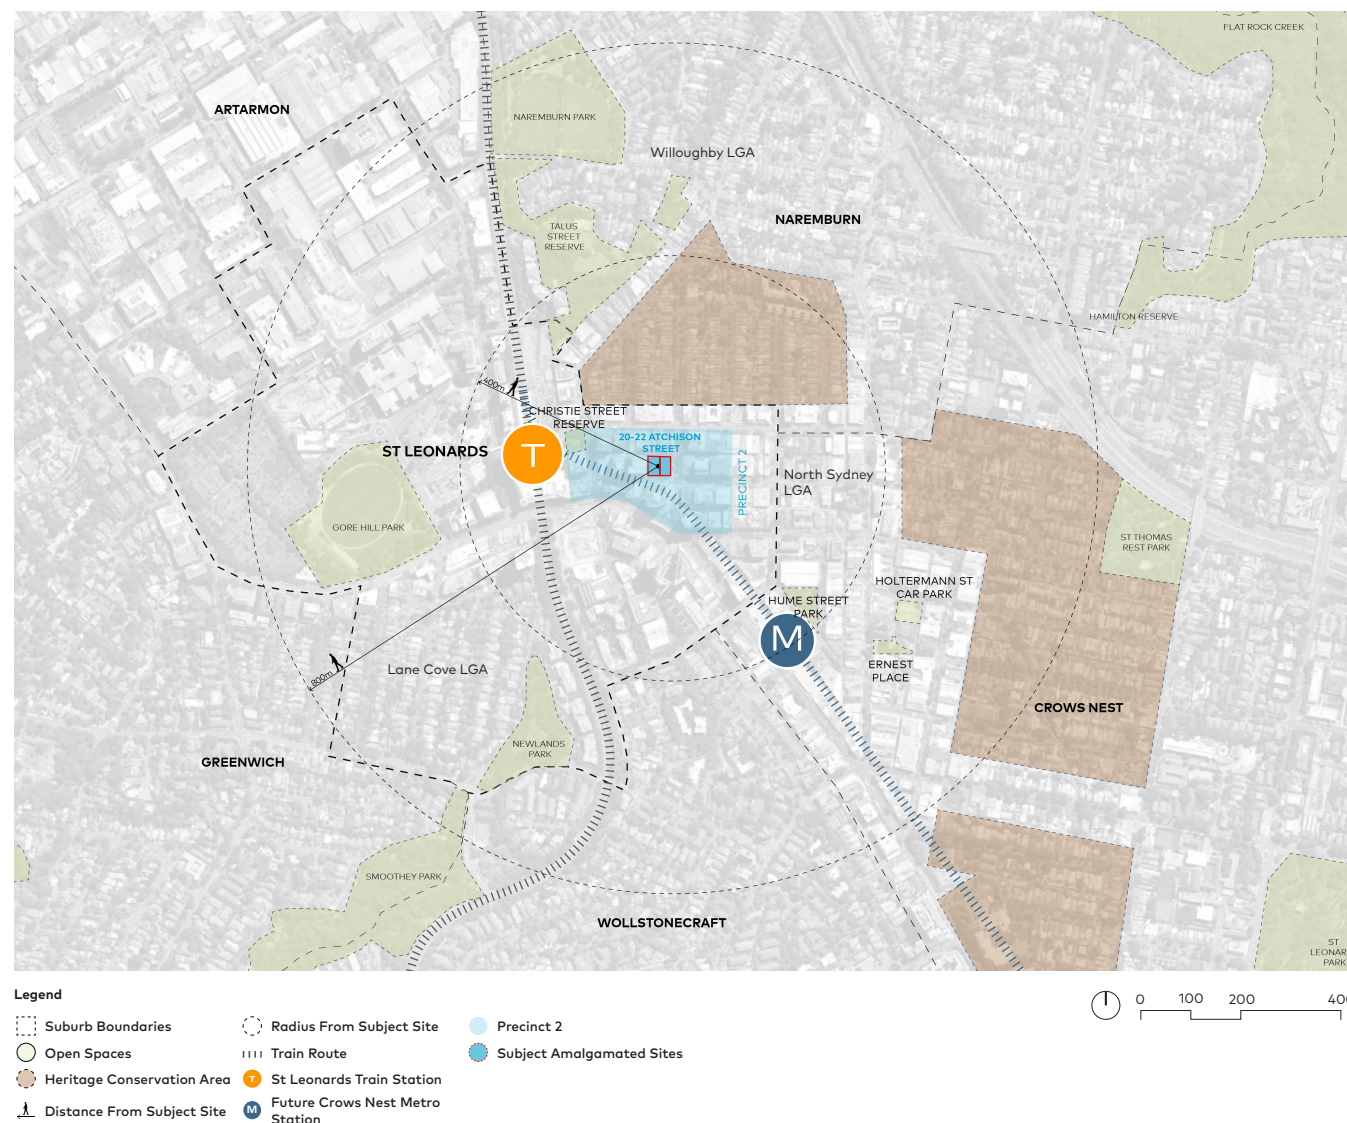 FLAT ROCK CREEK
ARTARMON
NAREMBURN PARK
Willoughby LGA
NAREMBURN
TALUS
STREET
RESERVE
HAMILTON RESERVE
400m
CHRISTIE STREET
RESERVE
20-22 ATCHISON
STREET
ST LEONARDS
T
PRECINCT 2
North Sydney
LGA
GORE HILL PARK
ST THOMAS
REST PARK
HOLTERMANN ST
CAR PARK
HUME STREET
PARK
M
ERNEST
PLACE
Lane Cove LGA
800m
CROWS NEST
NEWLANDS
PARK
GREENWICH
SMOOTHEY PARK
WOLLSTONECRAFT
ST
LEONAR
PARK
Legend
Suburb Boundaries
Open Spaces
Heritage Conservation Area
Distance From Subject Site
Radius From Subject Site
Train Route
T
St Leonards Train Station
M
Future Crows Nest Metro
Station
Precinct 2
Subject Amalgamated Sites
0 100 200 40